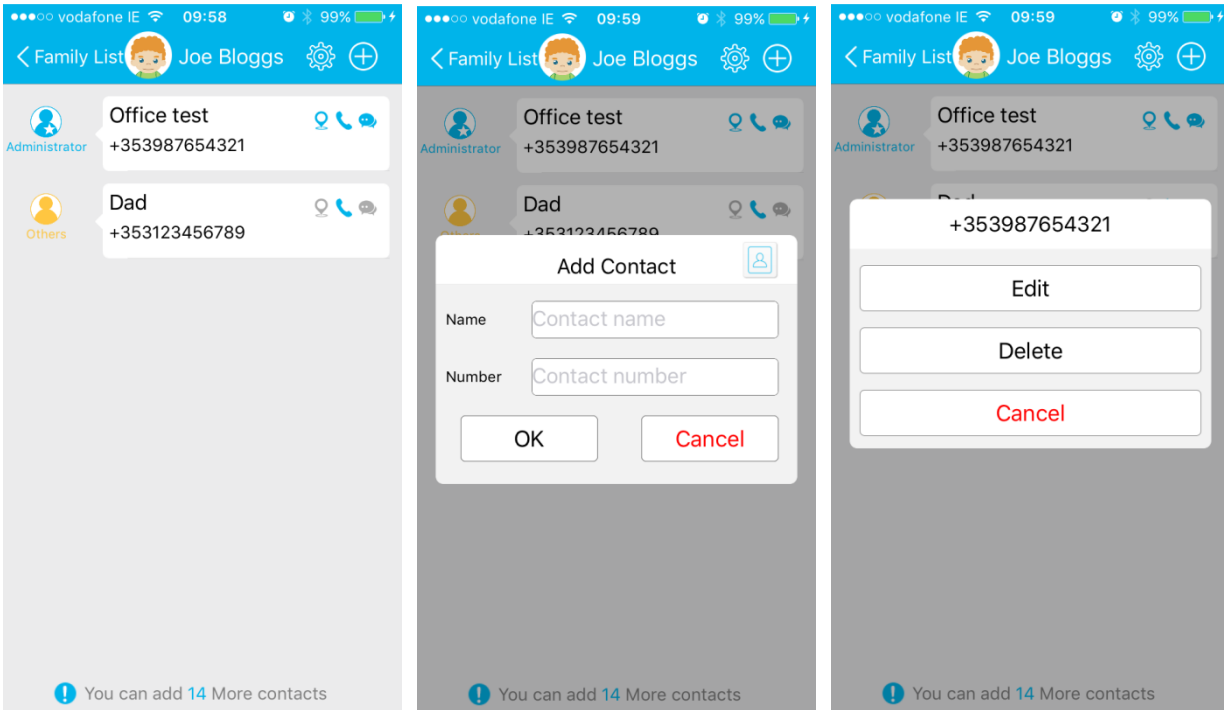 vodafone IE 09:58 99%
Family List Joe Bloggs
Office test
+353987654321
Administrator
Dad
+353123456789
Others
You can add 14 More contacts
vodafone IE 09:59 99%
Family List Joe Bloggs
Office test
+353987654321
Administrator
Dad
+353123456789
Add Contact
Name Contact name
Number Contact number
OK Cancel
You can add 14 More contacts
vodafone IE 09:59 99%
Family List Joe Bloggs
Office test
+353987654321
Administrator
Dad
+353987654321
Edit
Delete
Cancel
You can add 14 More contacts